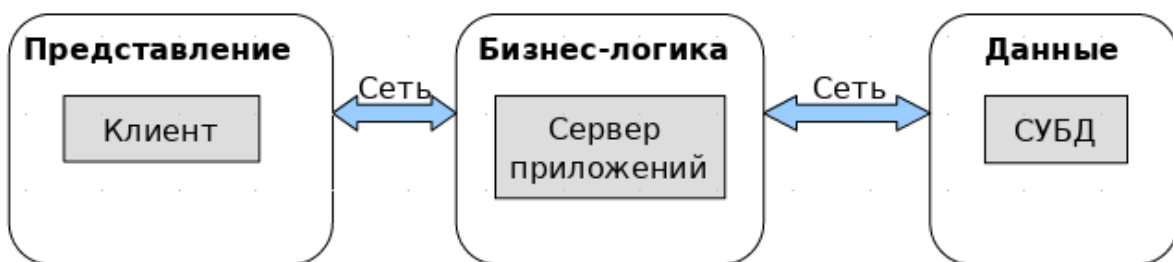 Представление
Клиент
Сеть
Бизнес-логика
Сервер
приложений
Сеть
Данные
СУБД